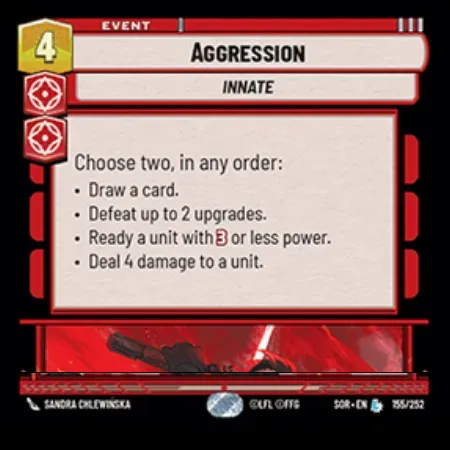 EVENT
4
AGGRESSION
INNATE
Choose two, in any order:
• Draw a card.
• Defeat up to 2 upgrades.
• Ready a unit with 3 or less power.
• Deal 4 damage to a unit.
SANDRA CHLEWIŃSKA ©LFL ©FFG SOR • EN 155/252